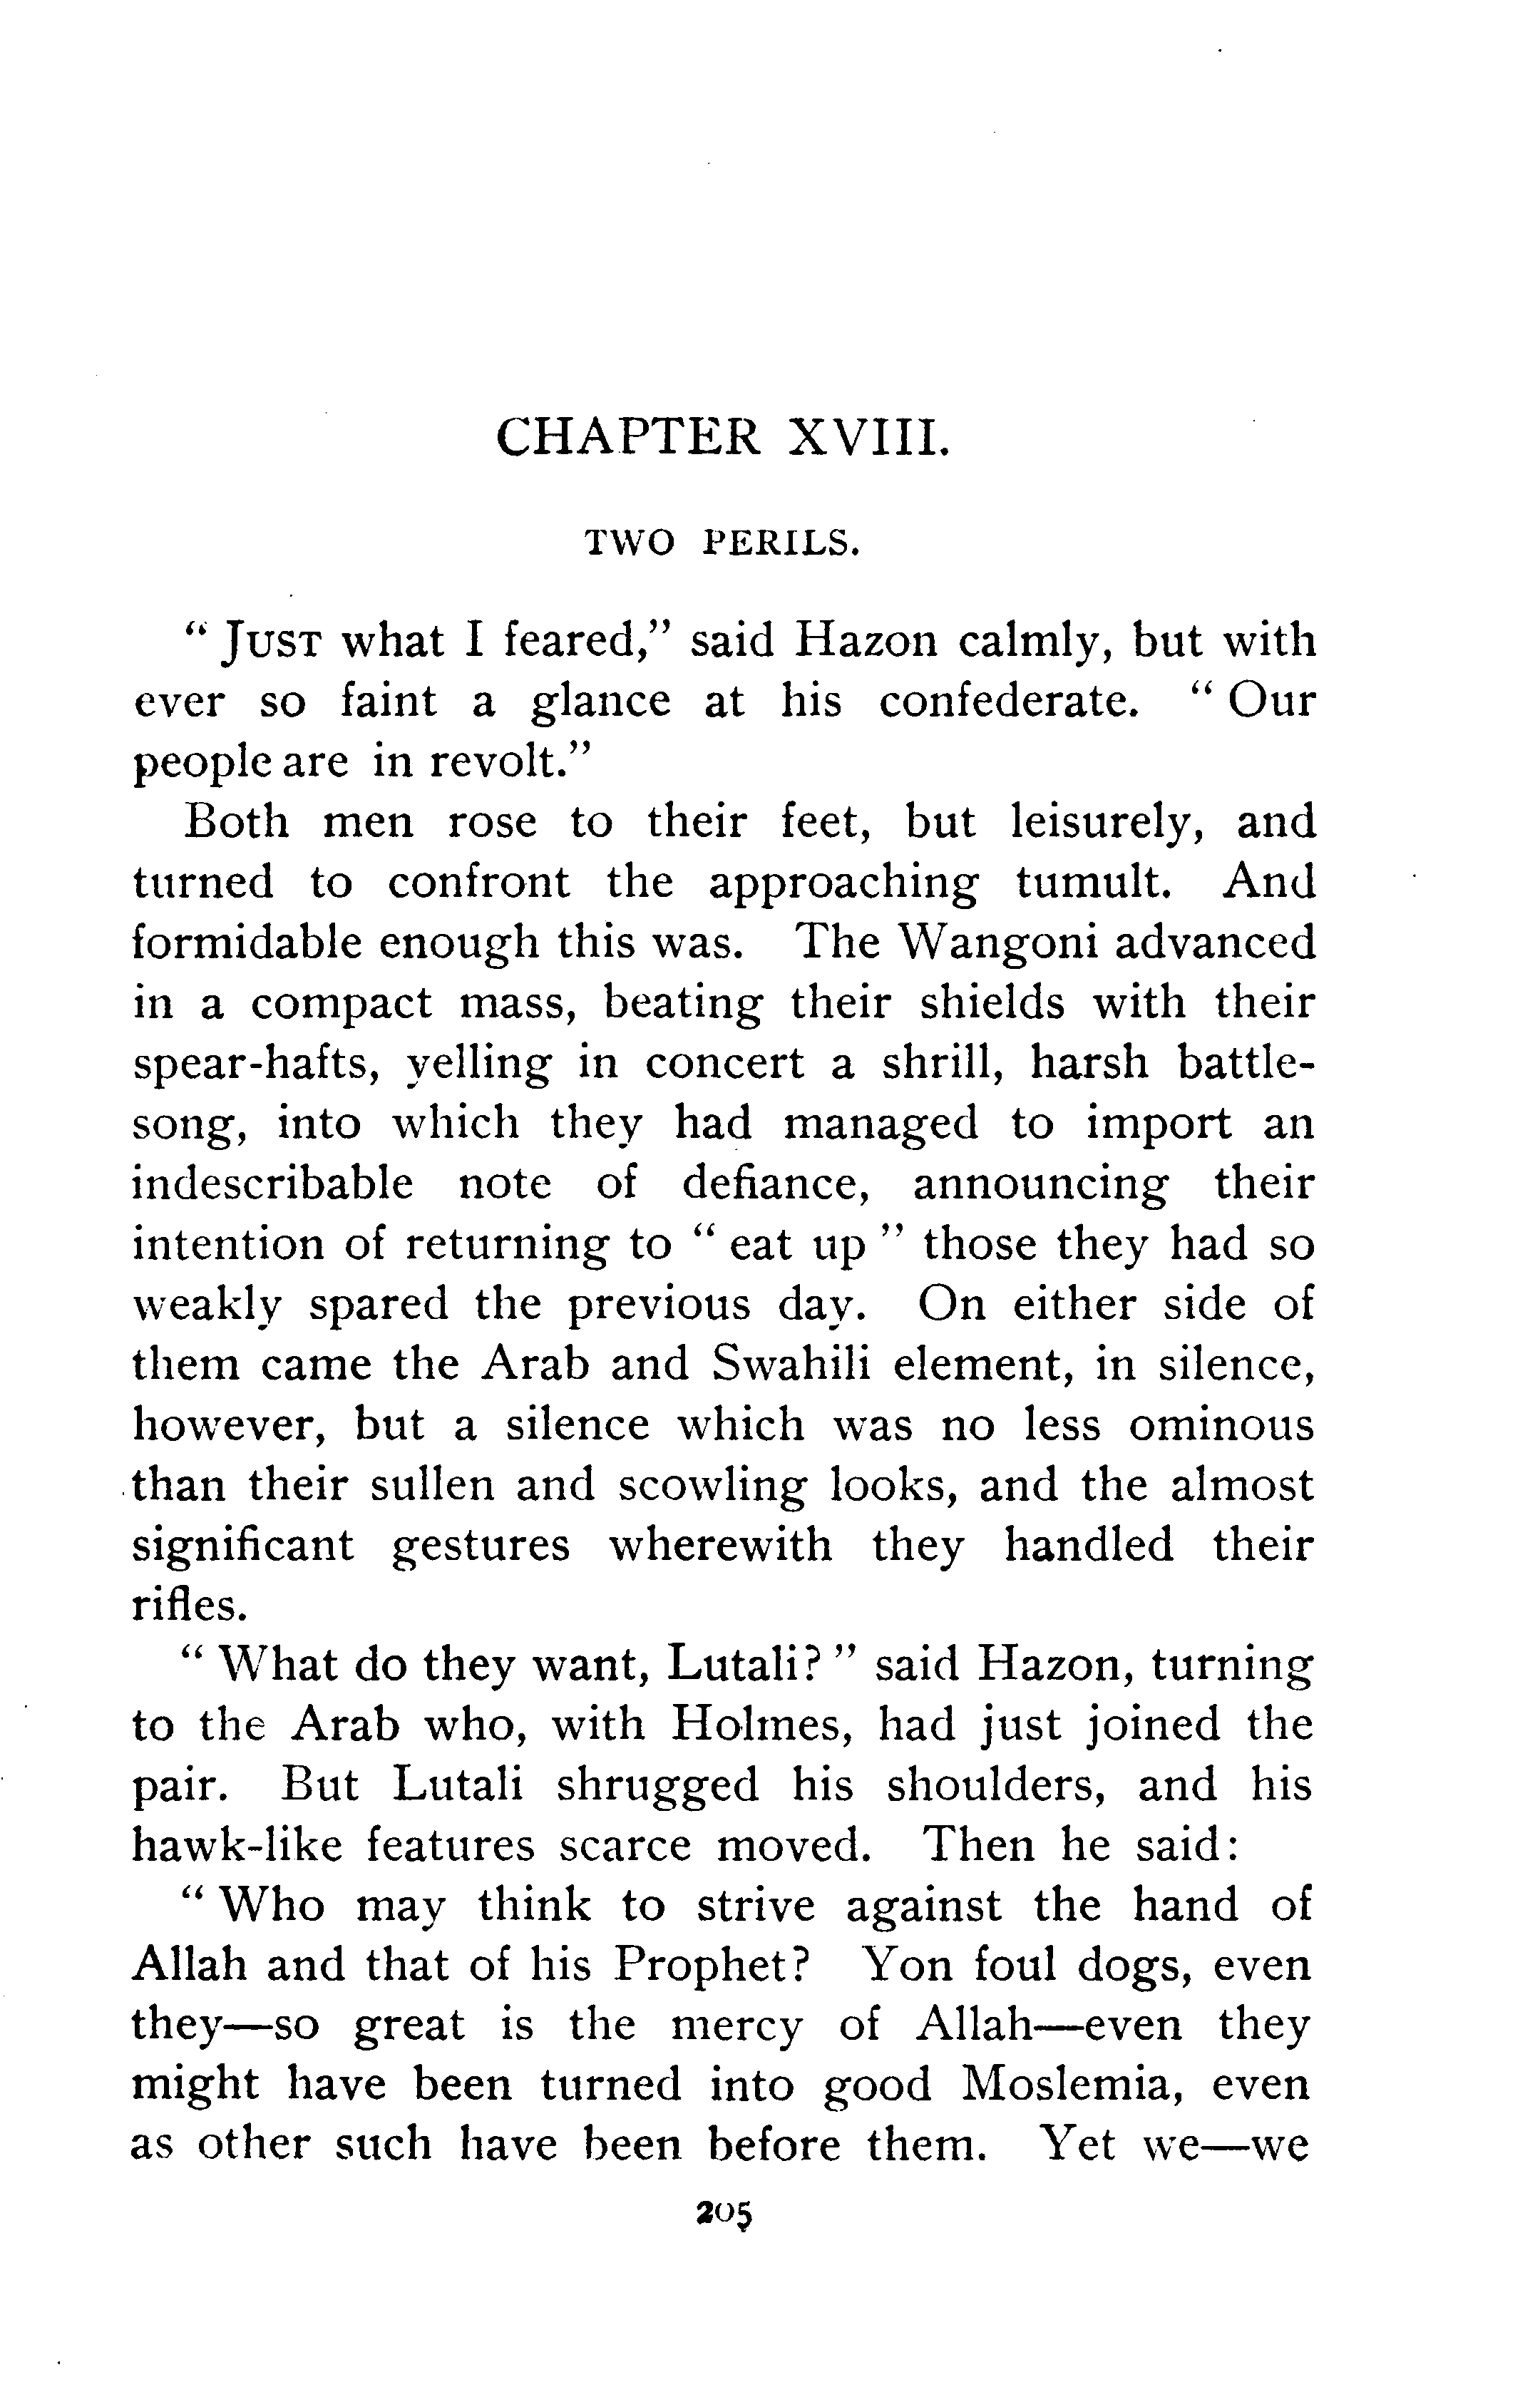 CHAPTER XVIII.
TWO PERILS.
“ JUST what I feared,” said Hazon calmly, but with
ever so faint a glance at his confederate. “ Our
people are in revolt.”
Both men rose to their feet, but leisurely, and
turned to confront the approaching tumult. And
formidable enough this was. The Wangoni advanced
in a compact mass, beating their shields with their
spear-hafts, yelling in concert a shrill, harsh battle-
song, into which they had managed to import an
indescribable note of defiance, announcing their
intention of returning to “ eat up ” those they had so
weakly spared the previous day. On either side of
them came the Arab and Swahili element, in silence,
however, but a silence which was no less ominous
than their sullen and scowling looks, and the almost
significant gestures wherewith they handled their
rifles.
“ What do they want, Lutali? ” said Hazon, turning
to the Arab who, with Holmes, had just joined the
pair. But Lutali shrugged his shoulders, and his
hawk-like features scarce moved. Then he said:
“ Who may think to strive against the hand of
Allah and that of his Prophet? Yon foul dogs, even
they—so great is the mercy of Allah—even they
might have been turned into good Moslemia, even
as other such have been before them. Yet we—we
205